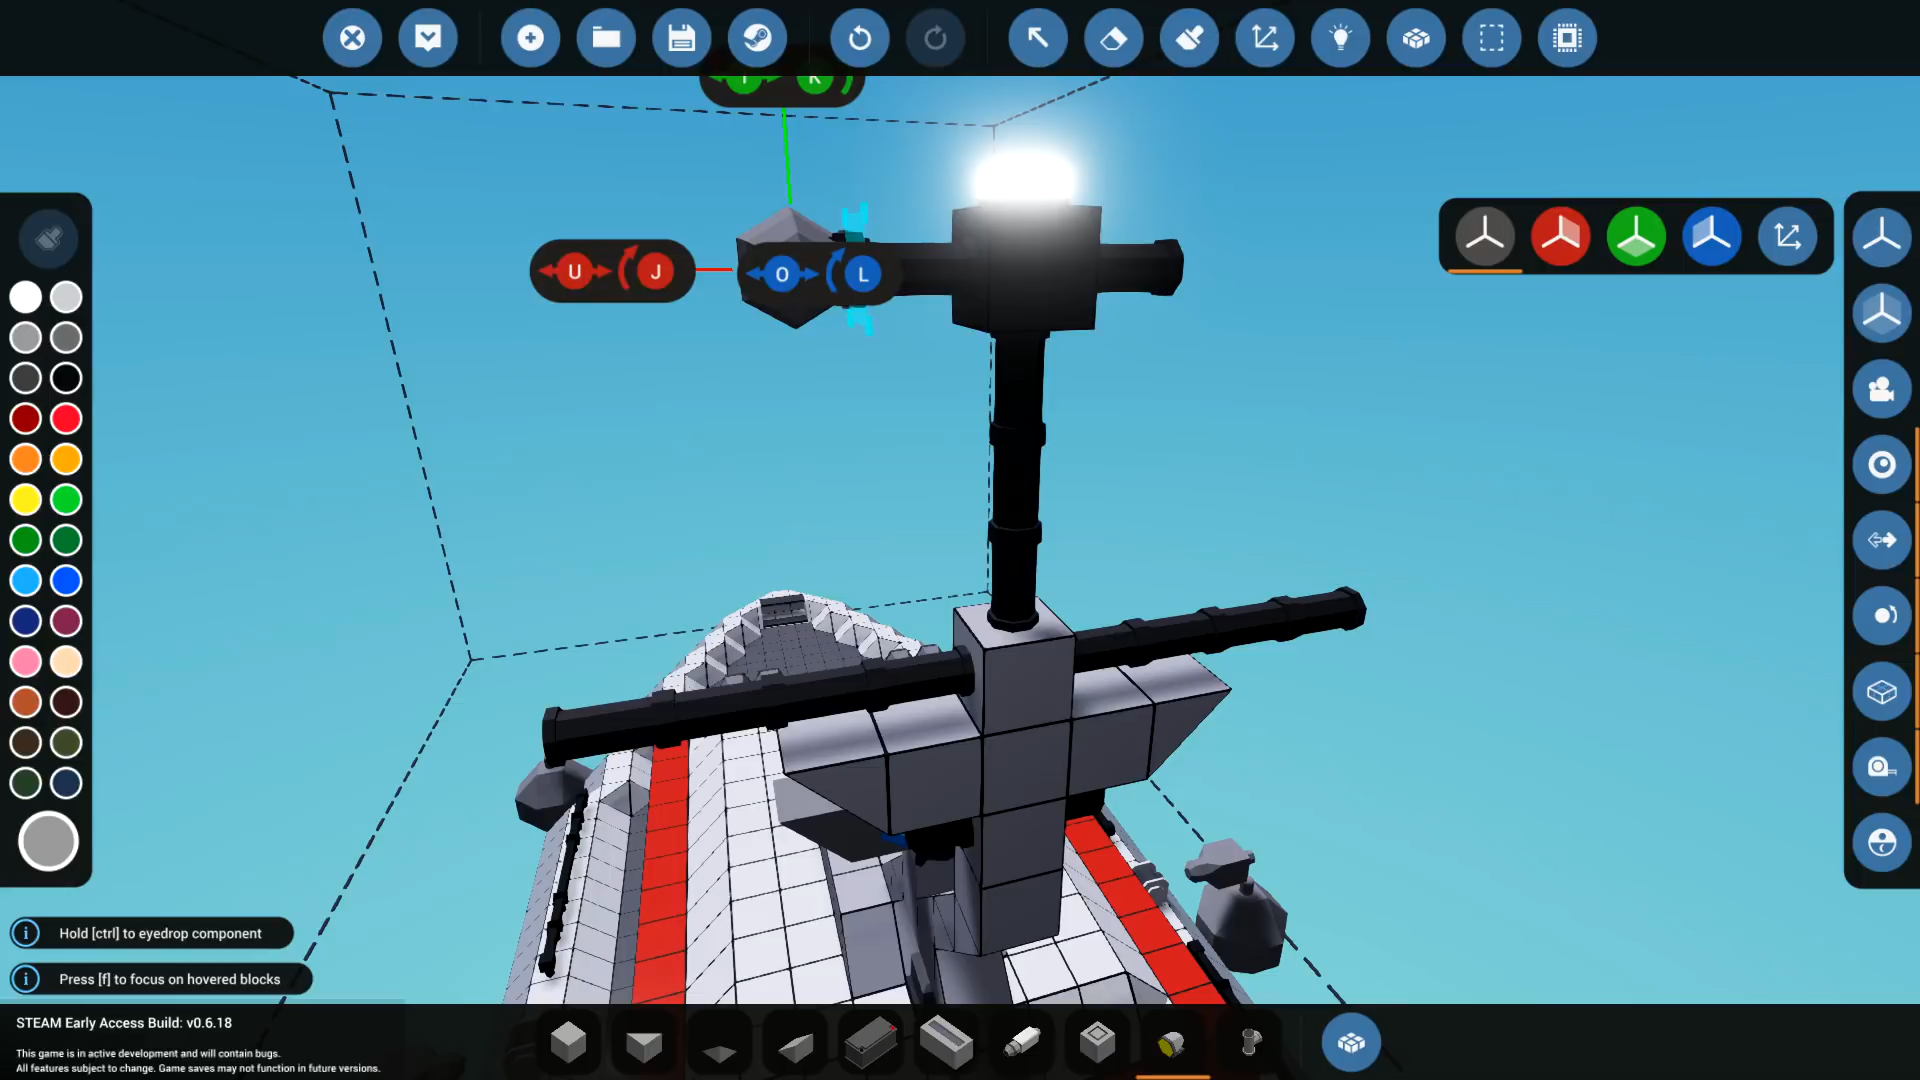 I K
U J O L
Hold [ctrl] to eyedrop component
Press [f] to focus on hovered blocks
STEAM Early Access Build: v0.6.18
This game is in active development and will contain bugs.
All features subject to change. Game saves may not function in future versions.